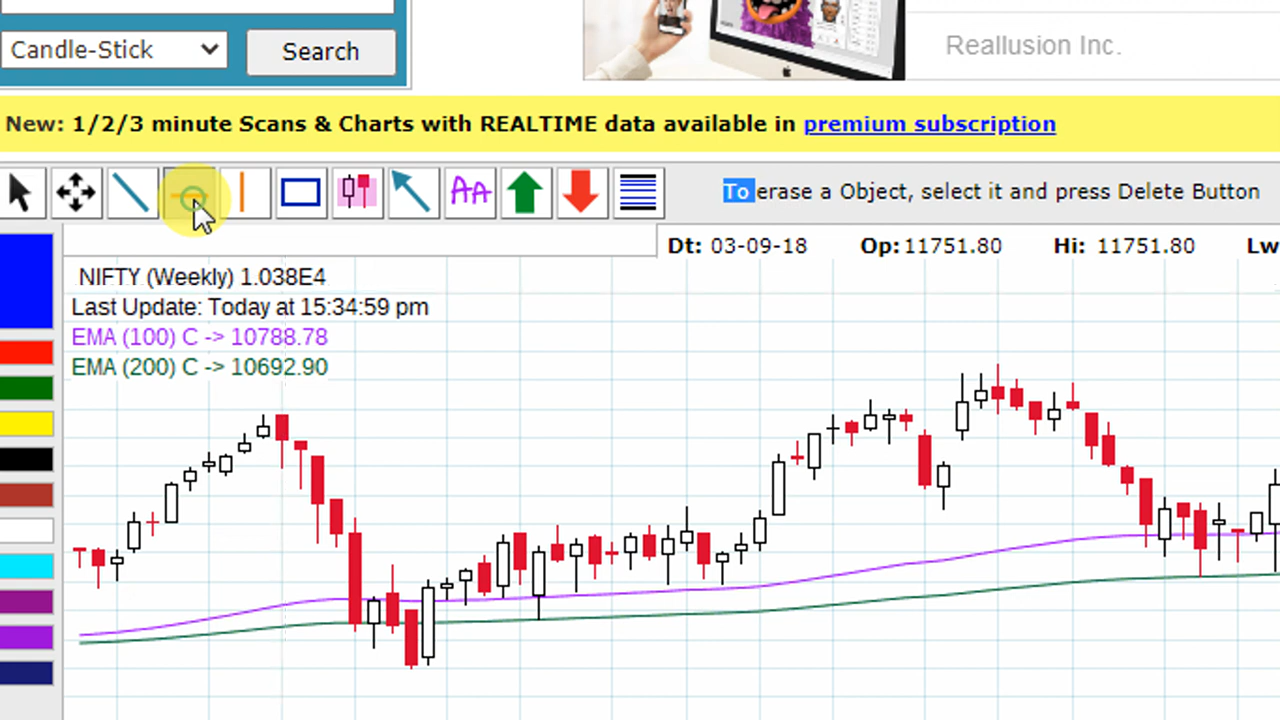 Candle-Stick
Search
Reallusion Inc.
New: 1/2/3 minute Scans & Charts with REALTIME data available in premium subscription
AA
To erase a Object, select it and press Delete Button
Dt: 03-09-18 Op: 11751.80 Hi: 11751.80 Lw
NIFTY (Weekly) 1.038E4
Last Update: Today at 15:34:59 pm
EMA (100) C -> 10788.78
EMA (200) C -> 10692.90